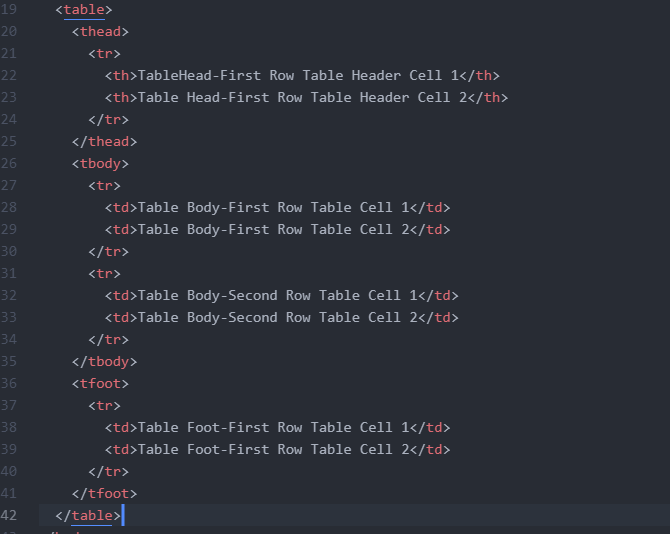 19 <table>
20 <thead>
21 <tr>
22 <th>TableHead-First Row Table Header Cell 1</th>
23 <th>Table Head-First Row Table Header Cell 2</th>
24 </tr>
25 </thead>
26 <tbody>
27 <tr>
28 <td>Table Body-First Row Table Cell 1</td>
29 <td>Table Body-First Row Table Cell 2</td>
30 </tr>
31 <tr>
32 <td>Table Body-Second Row Table Cell 1</td>
33 <td>Table Body-Second Row Table Cell 2</td>
34 </tr>
35 </tbody>
36 <tfoot>
37 <tr>
38 <td>Table Foot-First Row Table Cell 1</td>
39 <td>Table Foot-First Row Table Cell 2</td>
40 </tr>
41 </tfoot>
42 </table>